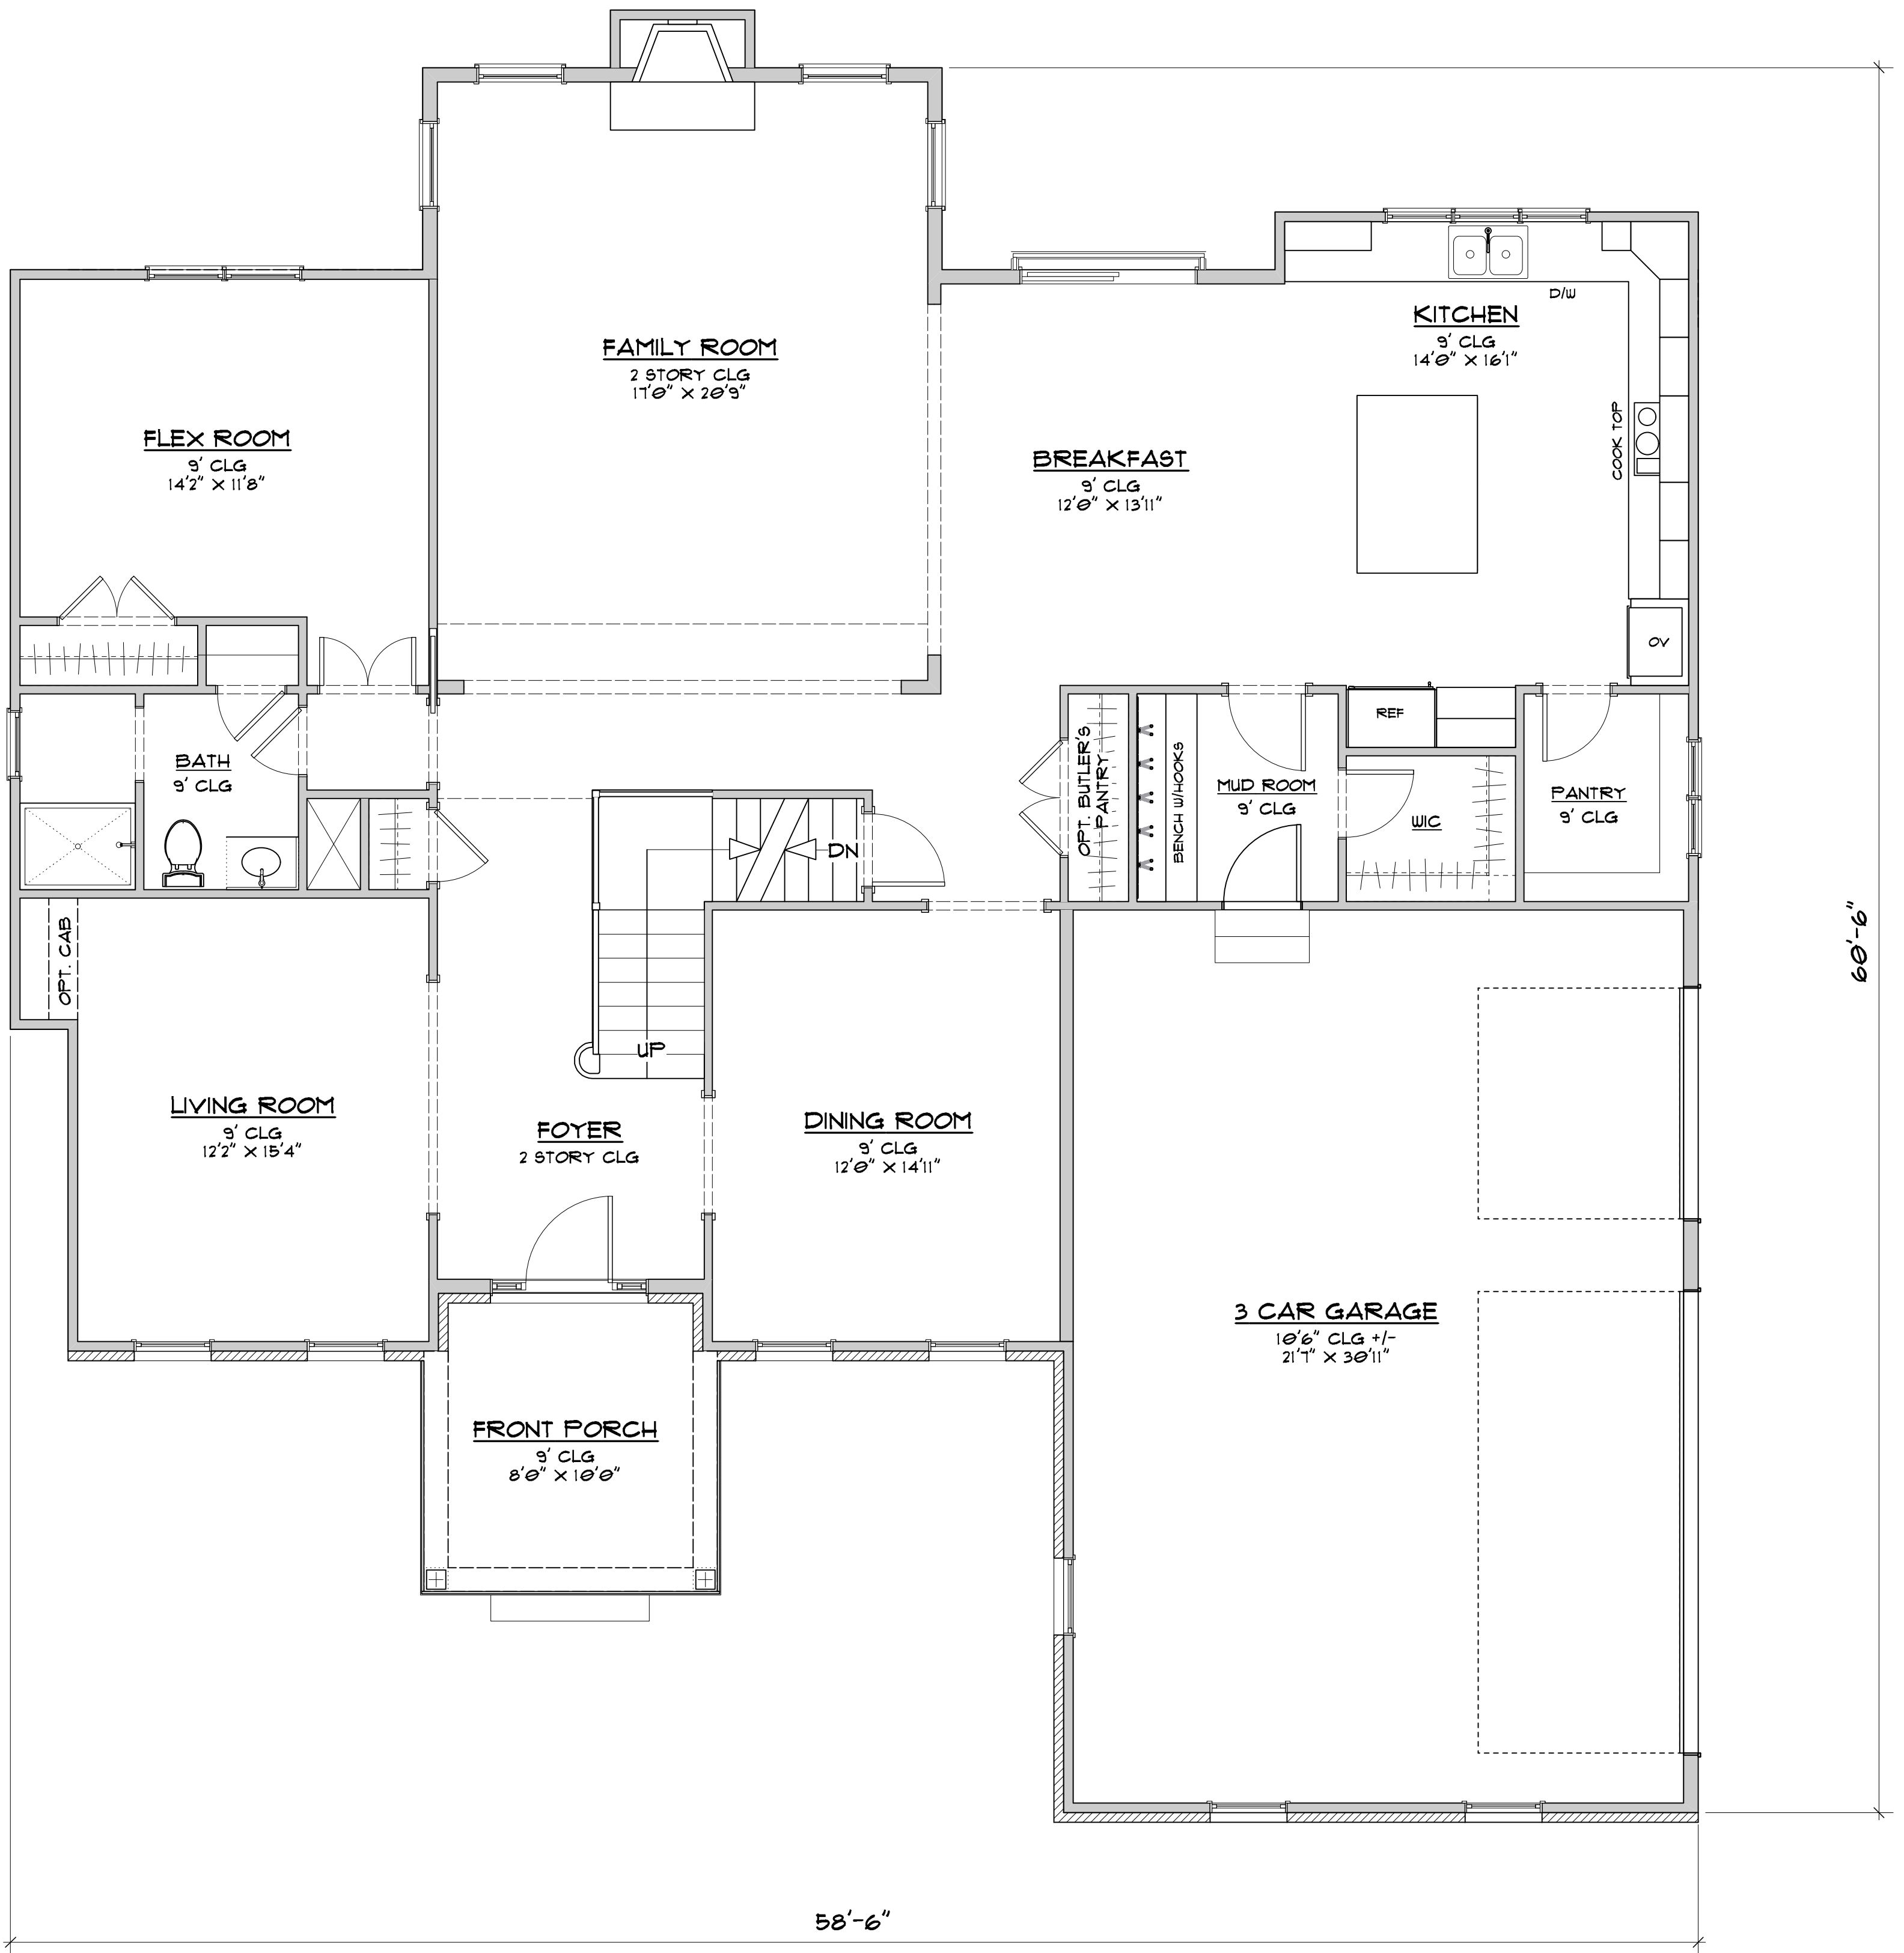 D/W
KITCHEN
9' CLG
14'0" X 16'1"
FAMILY ROOM
2 STORY CLG
17'0" X 20'9"
COOK TOP
FLEX ROOM
9' CLG
14'2" X 11'8"
BREAKFAST
9' CLG
12'0" X 13'11"
OV
REF
BATH
9' CLG
OPT. BUTLER'S
PANTRY
BENCH W/HOOKS
MUD ROOM
9' CLG
WIC
PANTRY
9' CLG
DN
OPT. CAB
60'-6"
UP
LIVING ROOM
9' CLG
12'2" X 15'4"
FOYER
2 STORY CLG
DINING ROOM
9' CLG
12'0" X 14'11"
3 CAR GARAGE
10'6" CLG +/-
21'7" X 30'11"
FRONT PORCH
9' CLG
8'0" X 10'0"
58'-6"